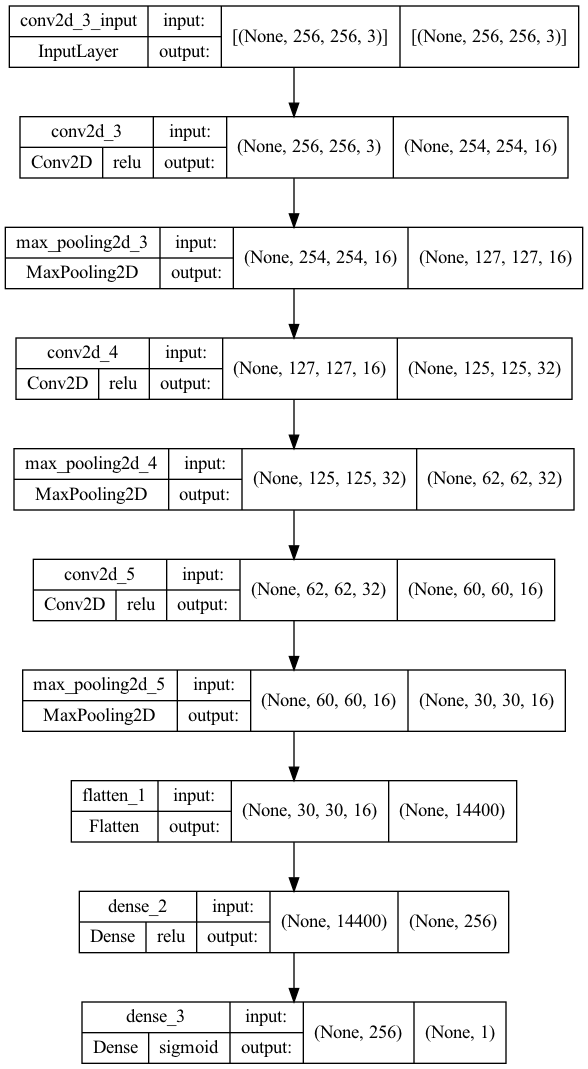 conv2d_3_input input: [(None, 256, 256, 3)] [(None, 256, 256, 3)]
InputLayer output:
conv2d_3 input: (None, 256, 256, 3) (None, 254, 254, 16)
Conv2D relu output:
max_pooling2d_3 input: (None, 254, 254, 16) (None, 127, 127, 16)
MaxPooling2D output:
conv2d_4 input: (None, 127, 127, 16) (None, 125, 125, 32)
Conv2D relu output:
max_pooling2d_4 input: (None, 125, 125, 32) (None, 62, 62, 32)
MaxPooling2D output:
conv2d_5 input: (None, 62, 62, 32) (None, 60, 60, 16)
Conv2D relu output:
max_pooling2d_5 input: (None, 60, 60, 16) (None, 30, 30, 16)
MaxPooling2D output:
flatten_1 input: (None, 30, 30, 16) (None, 14400)
Flatten output:
dense_2 input: (None, 14400) (None, 256)
Dense relu output:
dense_3 input: (None, 256) (None, 1)
Dense sigmoid output: